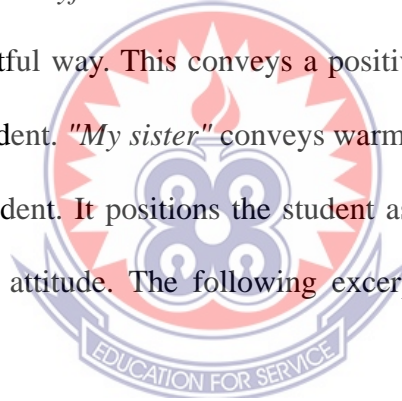 tful way. This conveys a positiv
dent. "My sister" conveys warm
dent. It positions the student as
attitude. The following excerp
EDUCATION FOR SERVICE